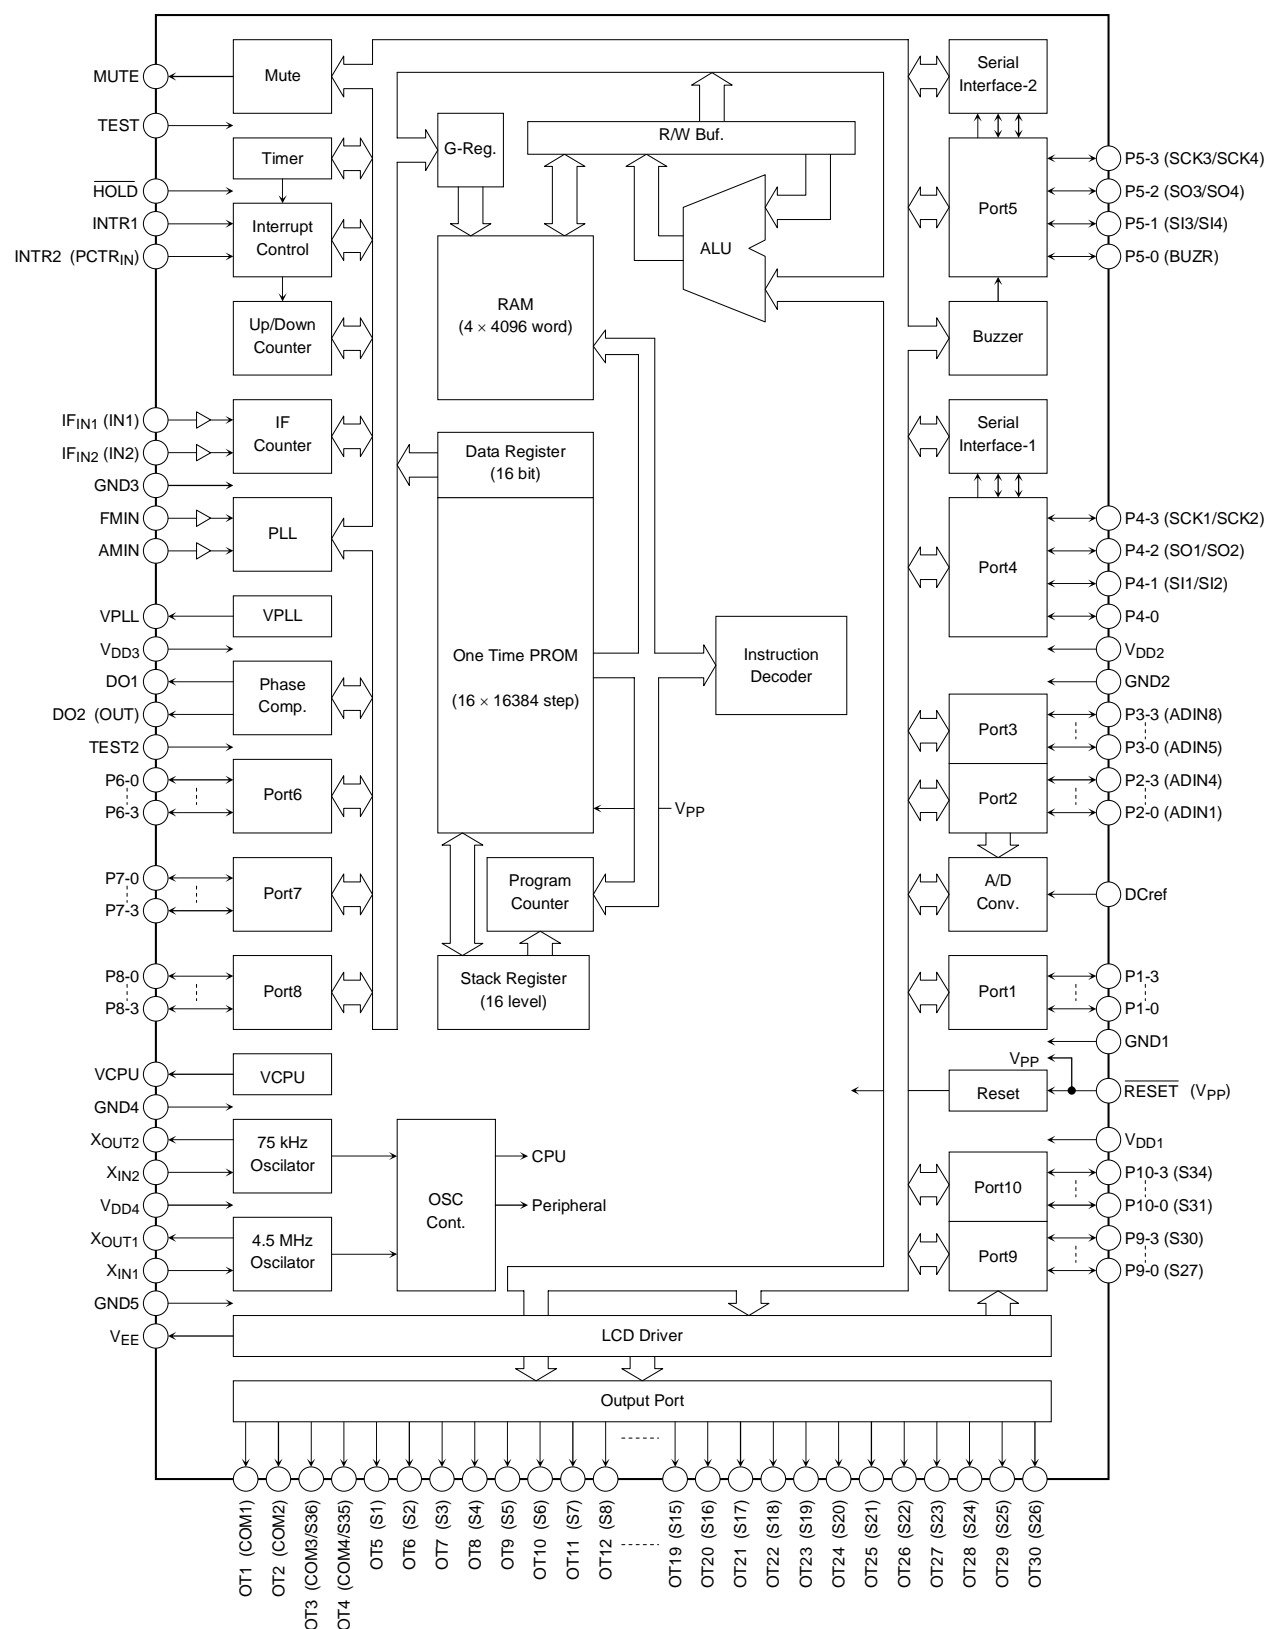 MUTE
TEST
HOLD
INTR1
INTR2 (PCTRIN)
IFIN1 (IN1)
IFIN2 (IN2)
GND3
FMIN
AMIN
VPLL
VDD3
DO1
DO2 (OUT)
TEST2
P6-0
P6-3
P7-0
P7-3
P8-0
P8-3
VCPU
GND4
XOUT2
XIN2
VDD4
XOUT1
XIN1
GND5
VEE
Mute
Timer
Interrupt
Control
Up/Down
Counter
IF
Counter
PLL
VPLL
Phase
Comp.
Port6
Port7
Port8
VCPU
75 kHz
Oscilator
4.5 MHz
Oscilator
OSC
Cont.
CPU
Peripheral
G-Reg.
R/W Buf.
ALU
RAM
(4 × 4096 word)
Data Register
(16 bit)
One Time PROM
(16 × 16384 step)
Instruction
Decoder
VPP
Program
Counter
Stack Register
(16 level)
Serial
Interface-2
Port5
Buzzer
Serial
Interface-1
Port4
Port3
Port2
A/D
Conv.
Port1
VPP
Reset
Port10
Port9
P5-3 (SCK3/SCK4)
P5-2 (SO3/SO4)
P5-1 (SI3/SI4)
P5-0 (BUZR)
P4-3 (SCK1/SCK2)
P4-2 (SO1/SO2)
P4-1 (SI1/SI2)
P4-0
VDD2
GND2
P3-3 (ADIN8)
P3-0 (ADIN5)
P2-3 (ADIN4)
P2-0 (ADIN1)
DCref
P1-3
P1-0
GND1
RESET (VPP)
VDD1
P10-3 (S34)
P10-0 (S31)
P9-3 (S30)
P9-0 (S27)
LCD Driver
Output Port
OT1 (COM1)
OT2 (COM2)
OT3 (COM3/S36)
OT4 (COM4/S35)
OT5 (S1)
OT6 (S2)
OT7 (S3)
OT8 (S4)
OT9 (S5)
OT10 (S6)
OT11 (S7)
OT12 (S8)
OT19 (S15)
OT20 (S16)
OT21 (S17)
OT22 (S18)
OT23 (S19)
OT24 (S20)
OT25 (S21)
OT26 (S22)
OT27 (S23)
OT28 (S24)
OT29 (S25)
OT30 (S26)